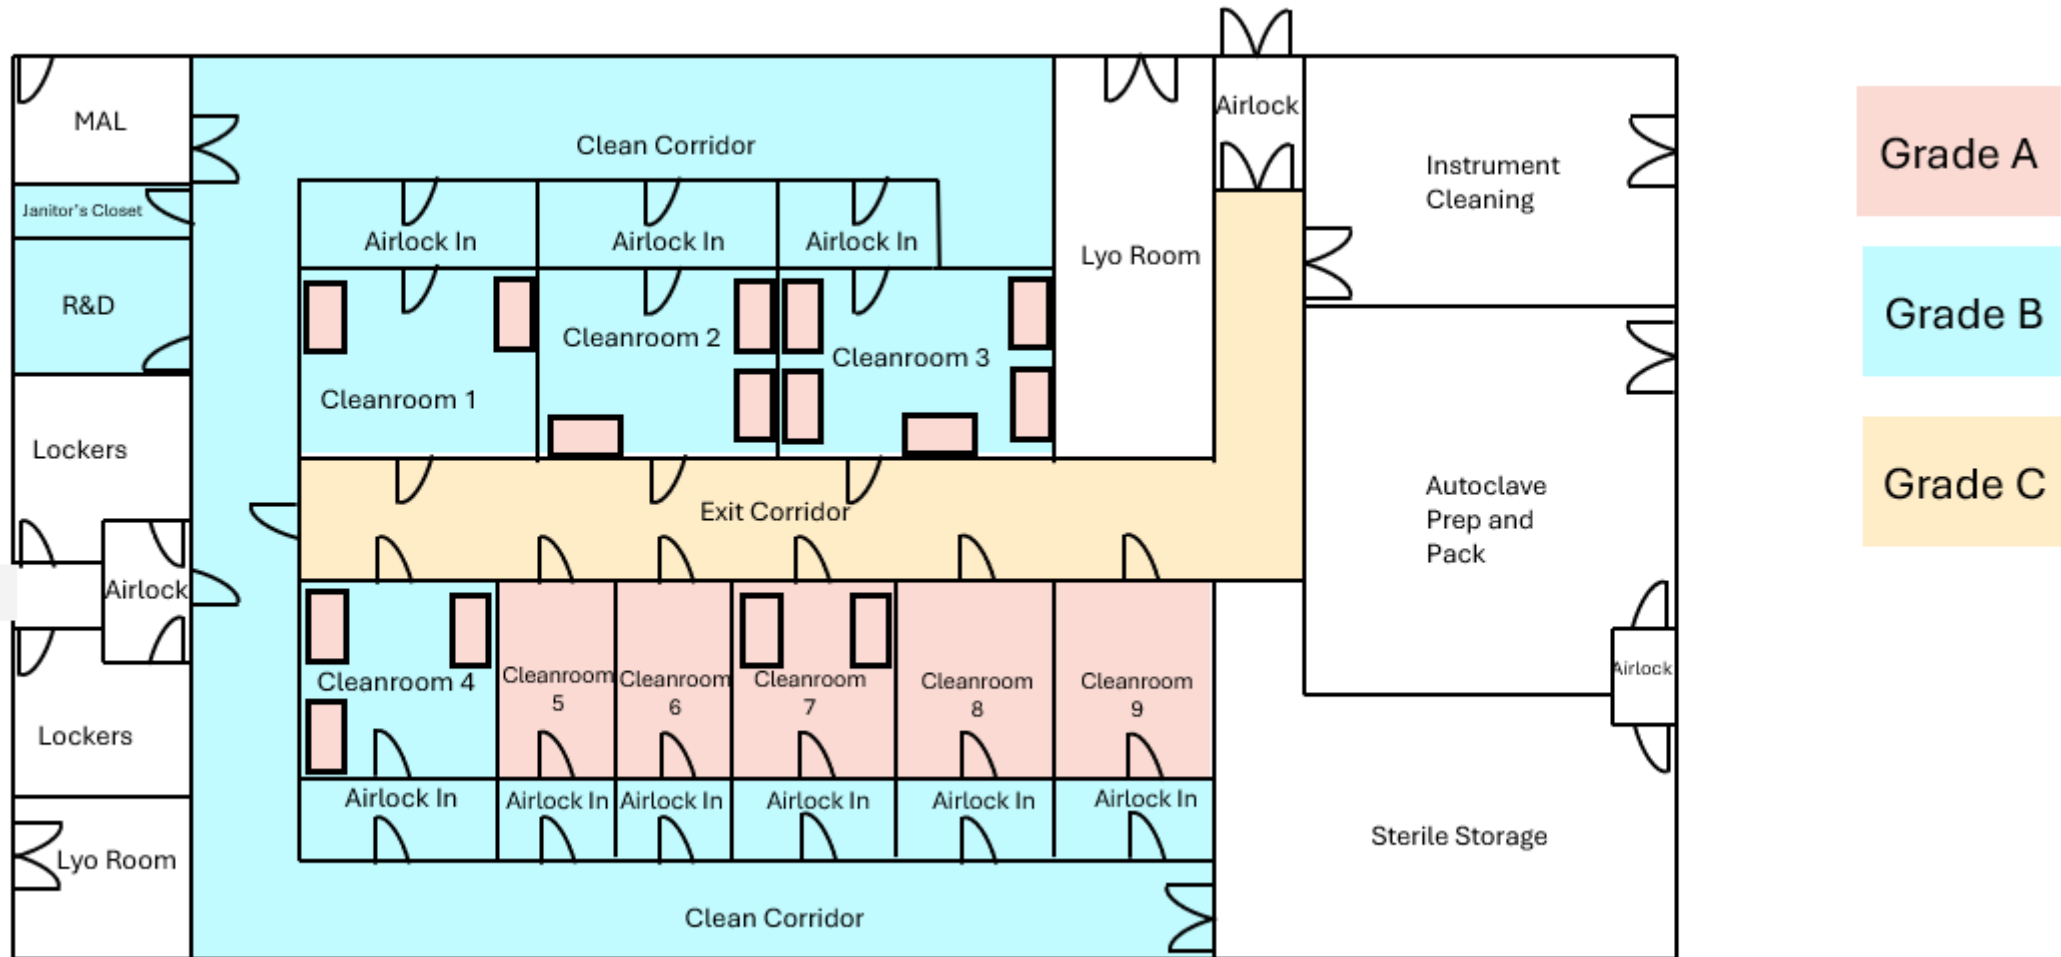 MAL
Janitor's Closet
R&D
Lockers
Airlock
Lockers
Lyo Room
Clean Corridor
Airlock In
Airlock In
Airlock In
Cleanroom 1
Cleanroom 2
Cleanroom 3
Lyo Room
Airlock
Instrument
Cleaning
Exit Corridor
Autoclave
Prep and
Pack
Cleanroom 4
Cleanroom
5
Cleanroom
6
Cleanroom
7
Cleanroom
8
Cleanroom
9
Airlock
Airlock In
Airlock In
Airlock In
Airlock In
Airlock In
Airlock In
Sterile Storage
Clean Corridor
Grade A
Grade B
Grade C